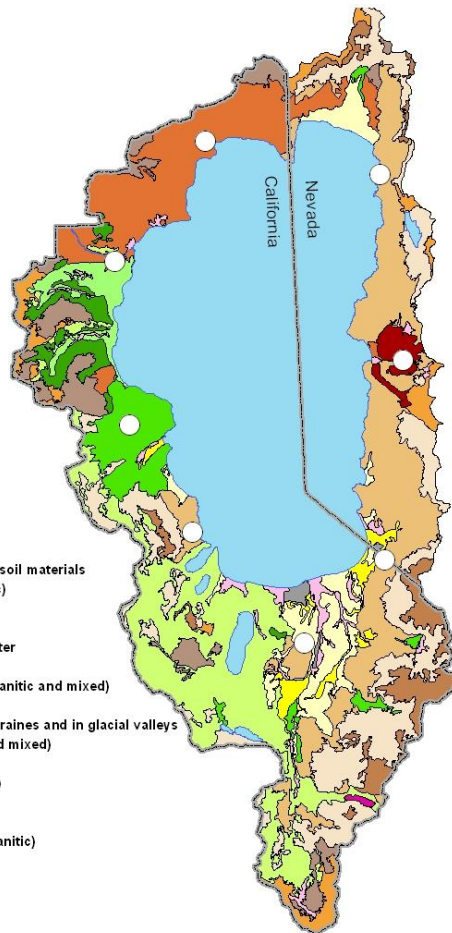 Nevada
California
soil materials
c)
ter
anitic and mixed)
raines and in glacial valleys
d mixed)
)
anitic)